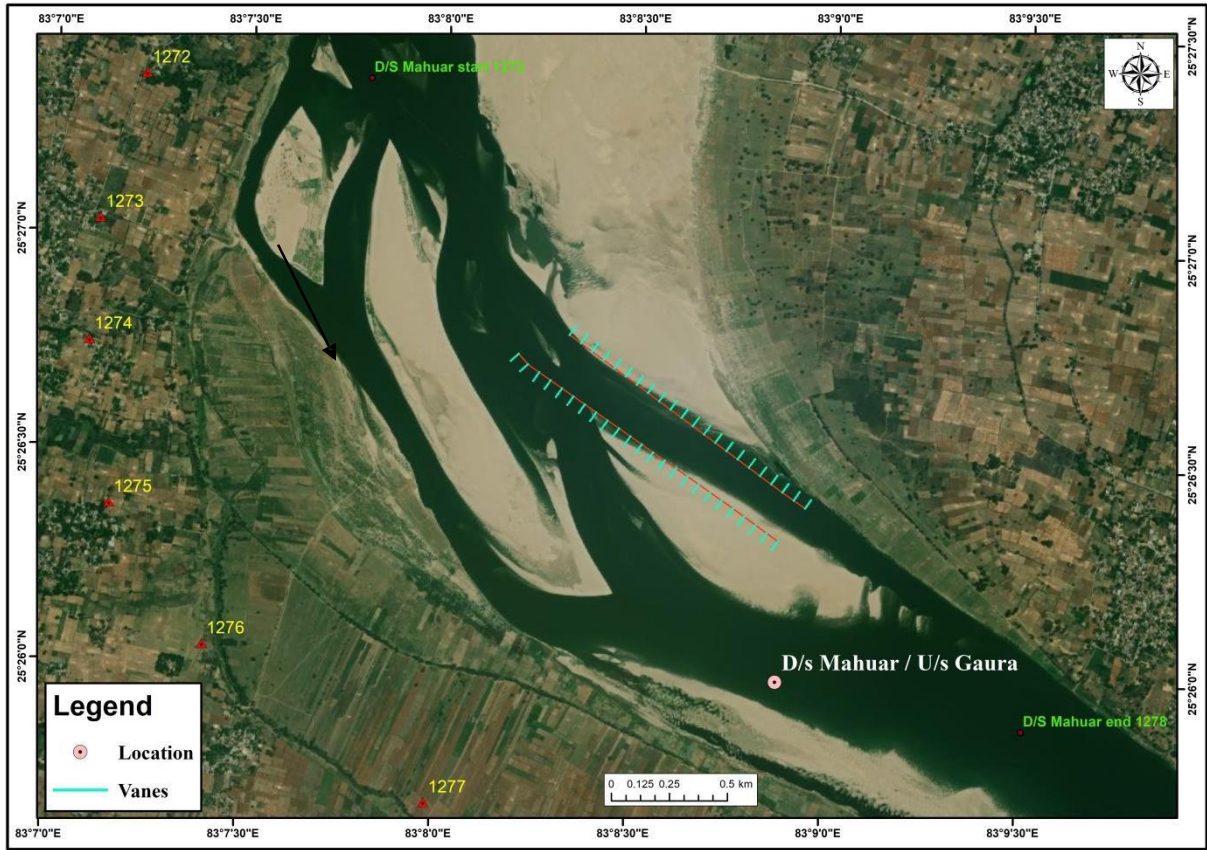 83°7'0"E 83°7'30"E 83°8'0"E 83°8'30"E 83°9'0"E 83°9'30"E
25°27'30"N
1272
D/S Mahuar start
N
W E
S
1273
25°27'0"N
25°27'0"N
1274
25°26'30"N
25°26'30"N
1275
1276
25°26'0"N
D/s Mahuar / U/s Gaura
25°26'0"N
D/S Mahuar end 1278
Legend
Location
Vanes
1277
0 0.125 0.25 0.5 km
83°7'0"E 83°7'30"E 83°8'0"E 83°8'30"E 83°9'0"E 83°9'30"E